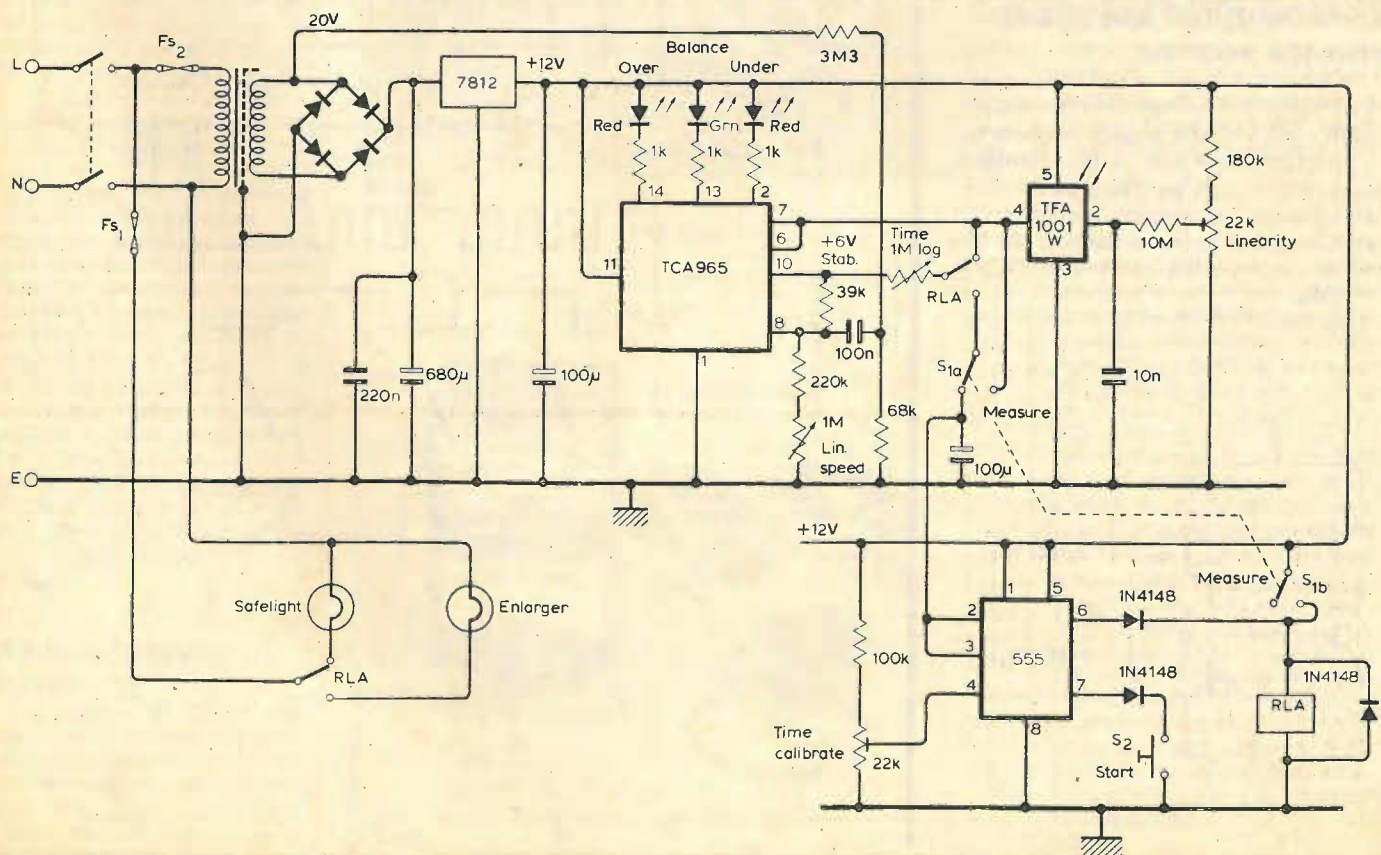 20V
3M3
Fs2
L
Balance
Over
Under
+12V
7812
Red
Grn
Red
1k
1k
1k
180k
N
14
13
2
5
Fs1
7
6
10
+6V
Stab.
Time
1M log
4
TFA
1001
W
2
3
10M
22k
Linearity
11
TCA965
39k
RLA
8
100n
220n
680µ
100µ
1
220k
S1a
Measure
10n
1M
Lin.
speed
68k
100µ
E
+12V
Safelight
Enlarger
1
5
Measure
S1b
2
6
1N4148
3
555
100k
1N4148
1N4148
RLA
4
7
RLA
8
Time
calibrate
22k
S2
Start